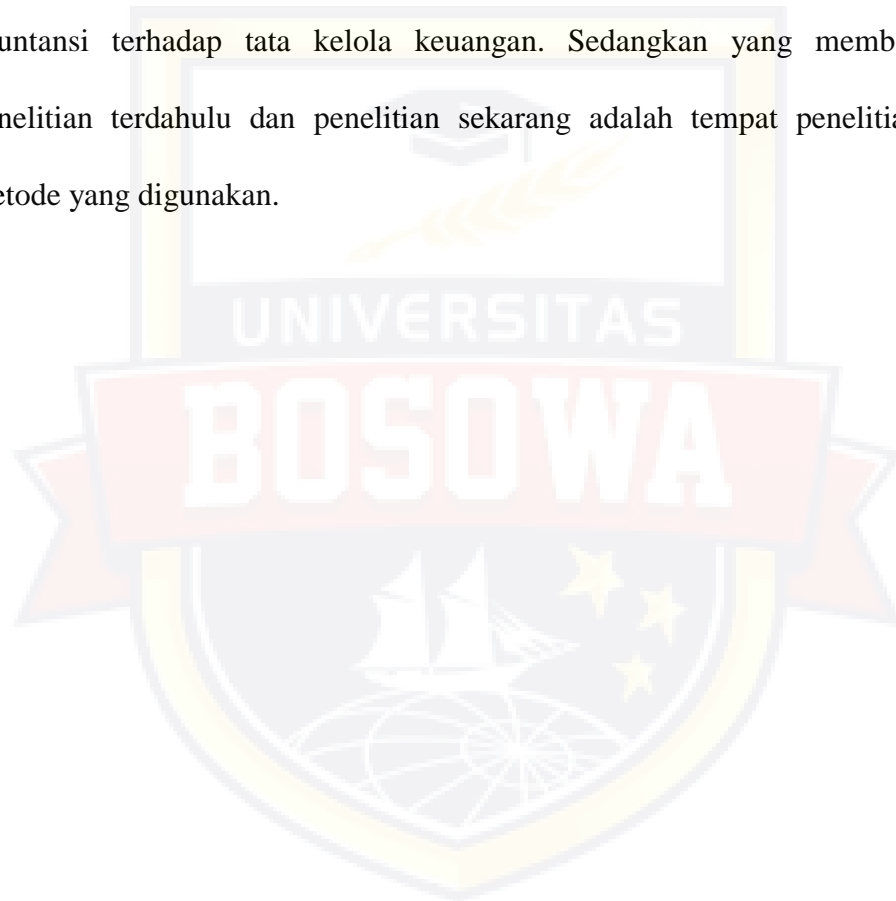 untansi terhadap tata kelola keuangan. Sedangkan yang memb
nelitian terdahulu dan penelitian sekarang adalah tempat peneliti
etode yang digunakan.
UNIVERSITAS
BOSOWA